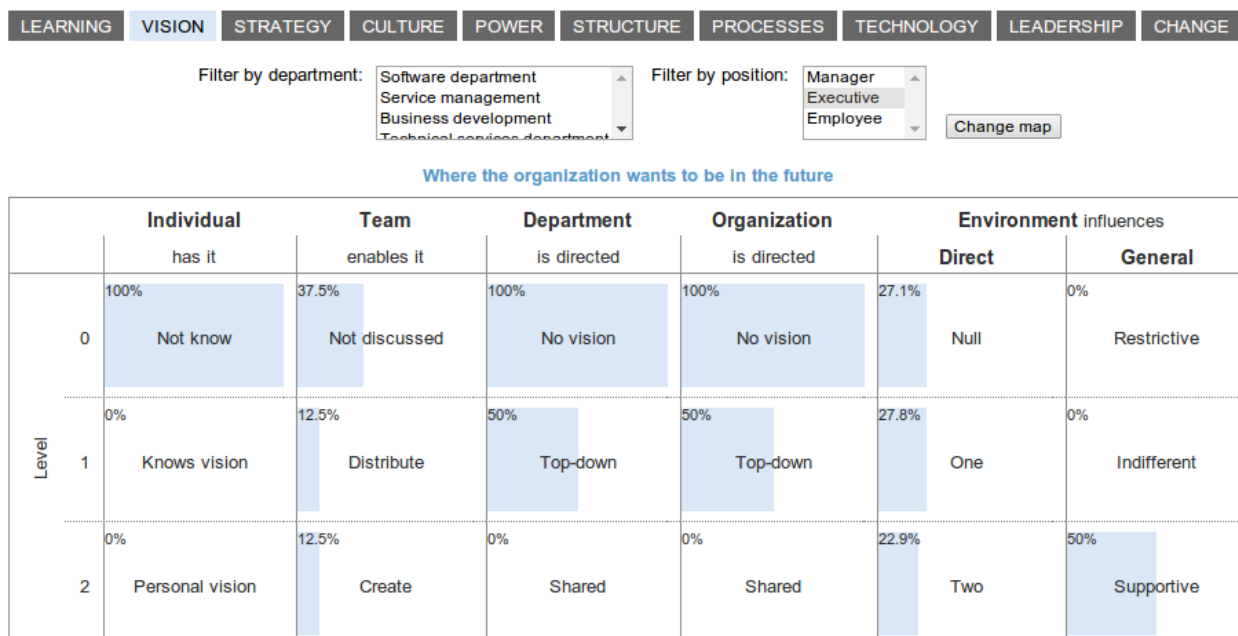 LEARNING VISION STRATEGY CULTURE POWER STRUCTURE PROCESSES TECHNOLOGY LEADERSHIP CHANGE
Filter by department: Software department Filter by position: Manager
Service management Executive
Business development Employee
Technical services department Change map
Where the organization wants to be in the future
Individual Team Department Organization Environment influences
has it enables it is directed is directed Direct General
100% 37.5% 100% 100% 27.1% 0%
0 Not know Not discussed No vision No vision Null Restrictive
0% 12.5% 50% 50% 27.8% 0%
Level 1 Knows vision Distribute Top-down Top-down One Indifferent
0% 12.5% 0% 0% 22.9% 50%
2 Personal vision Create Shared Shared Two Supportive